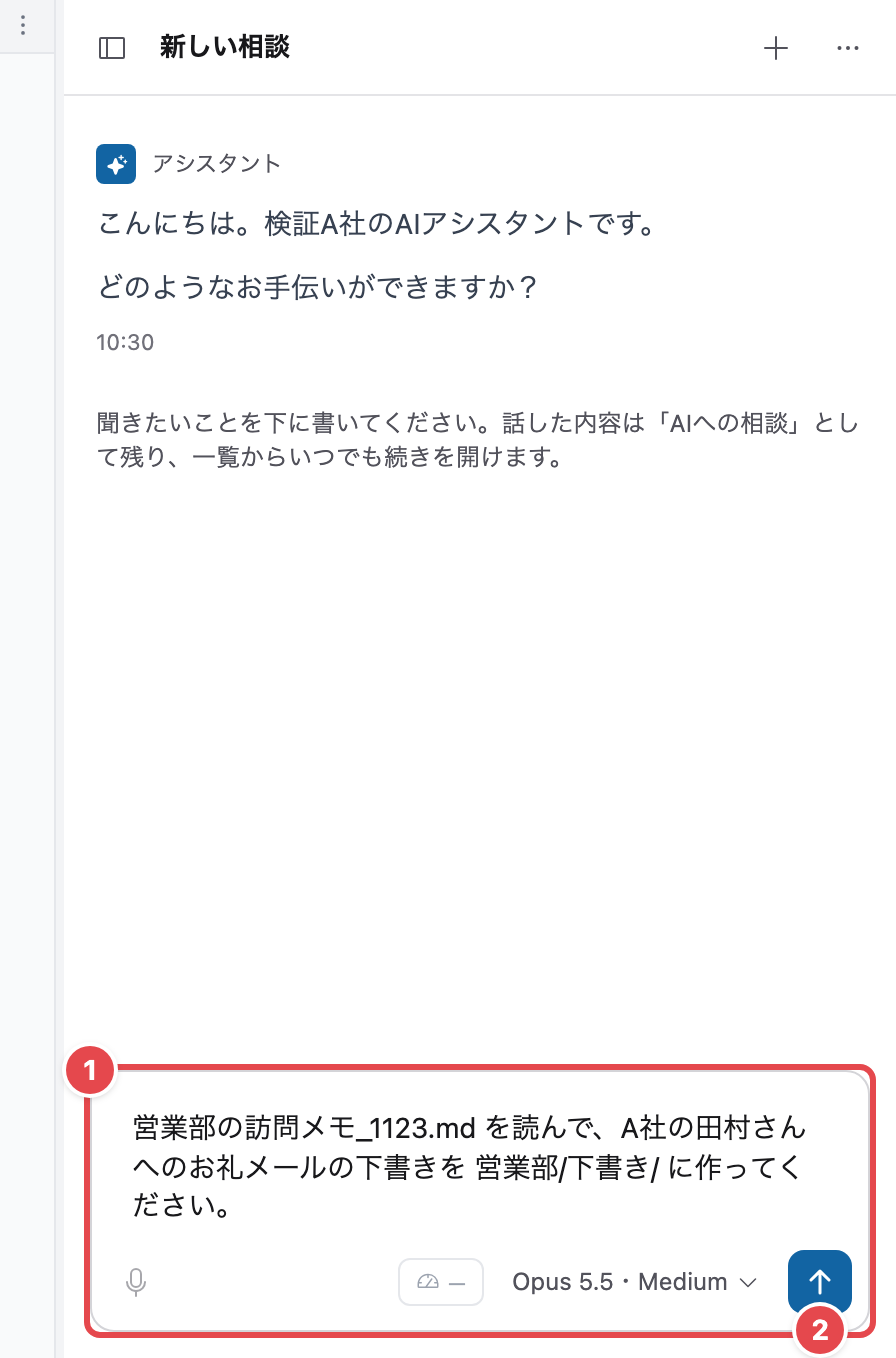 新しい相談
アシスタント
こんにちは。検証A社のAIアシスタントです。
どのようなお手伝いができますか？
10:30
聞きたいことを下に書いてください。話した内容は「AIへの相談」とし
て残り、一覧からいつでも続きを開けます。
1
営業部の訪問メモ_1123.md を読んで、A社の田村さん
へのお礼メールの下書きを 営業部/下書き/ に作ってく
ださい。
—
Opus 5.5・Medium
2